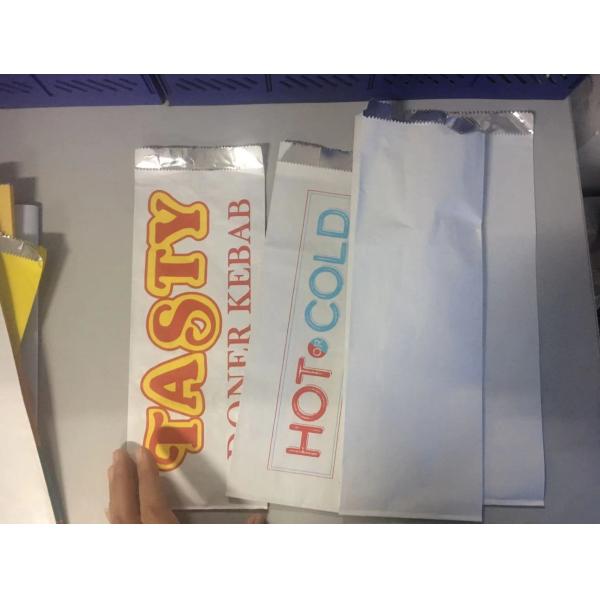 TASTY
DONER KEBAB
HOT OR COLD